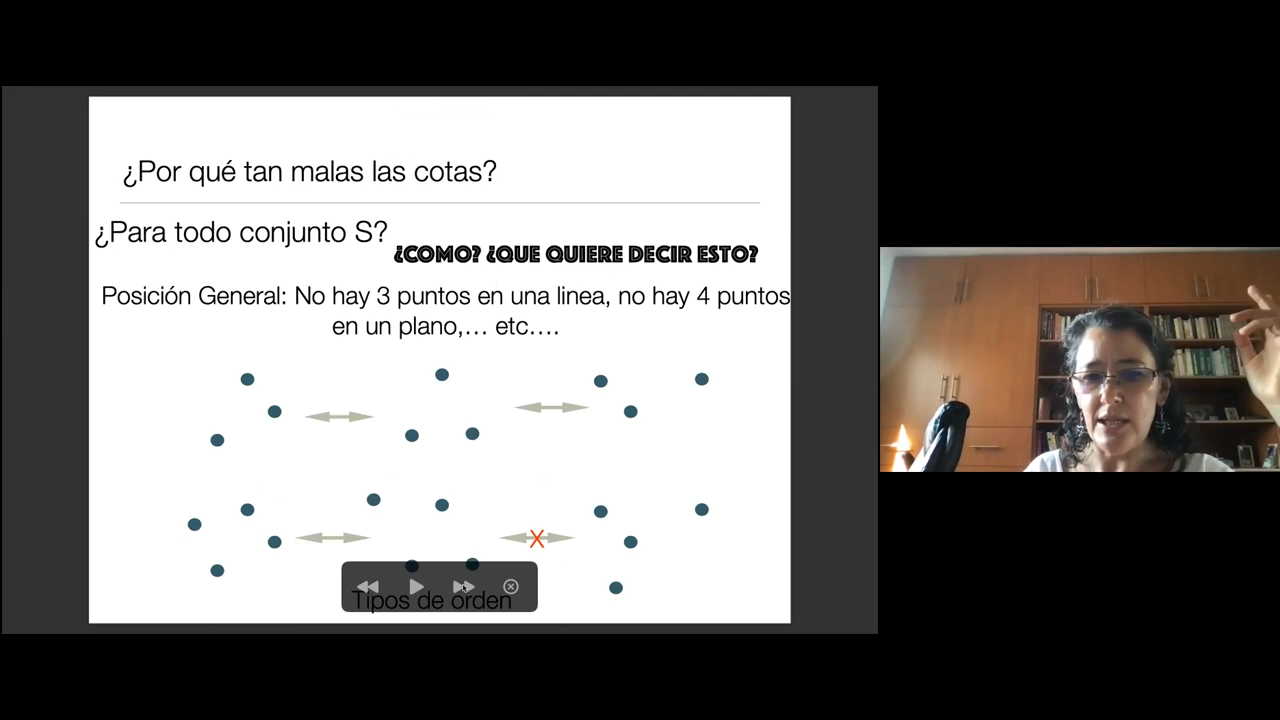 ¿Por qué tan malas las cotas?
¿Para todo conjunto S?
¿COMO? ¿QUE QUIERE DECIR ESTO?
Posición General: No hay 3 puntos en una linea, no hay 4 puntos
en un plano,... etc....
X
Tipos de orden